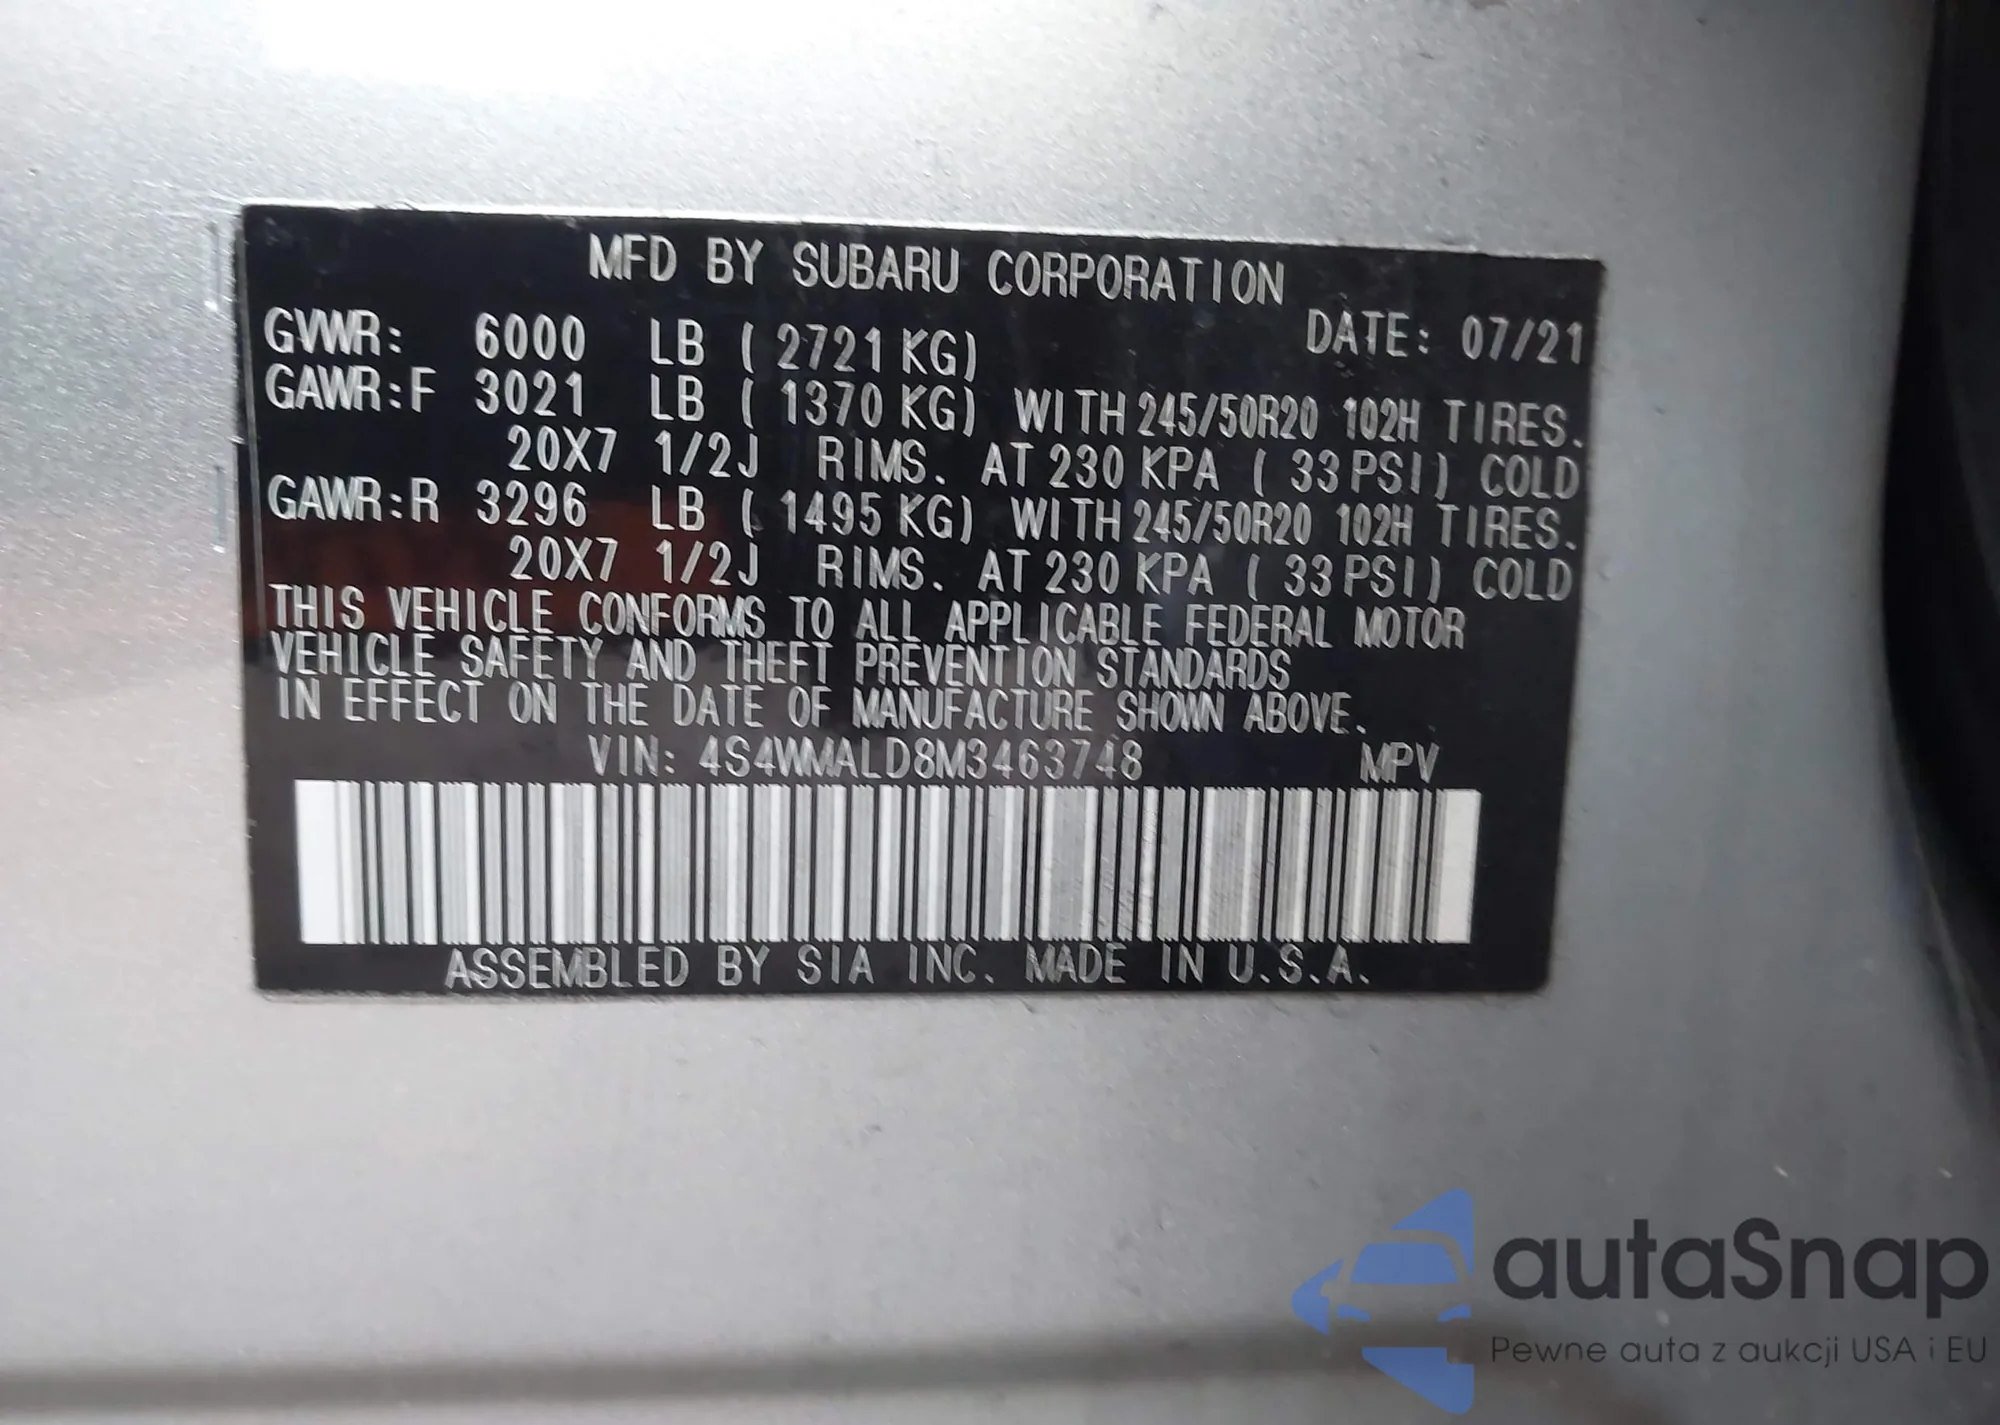 MFD BY SUBARU CORPORATION
GVWR: 6000 LB ( 2721 KG) DATE: 07/21
GAWR:F 3021 LB ( 1370 KG) WITH 245/50R20 102H TIRES.
20X7 1/2J RIMS. AT 230 KPA ( 33 PSI) COLD
GAWR:R 3296 LB ( 1495 KG) WITH 245/50R20 102H TIRES.
20X7 1/2J RIMS. AT 230 KPA ( 33 PSI) COLD
THIS VEHICLE CONFORMS TO ALL APPLICABLE FEDERAL MOTOR
VEHICLE SAFETY AND THEFT PREVENTION STANDARDS
IN EFFECT ON THE DATE OF MANUFACTURE SHOWN ABOVE.
VIN: 4S4WMALD8M3463748 MPV
ASSEMBLED BY SIA INC. MADE IN U.S.A.
autaSnap
Pewne auta z aukcji USA i EU